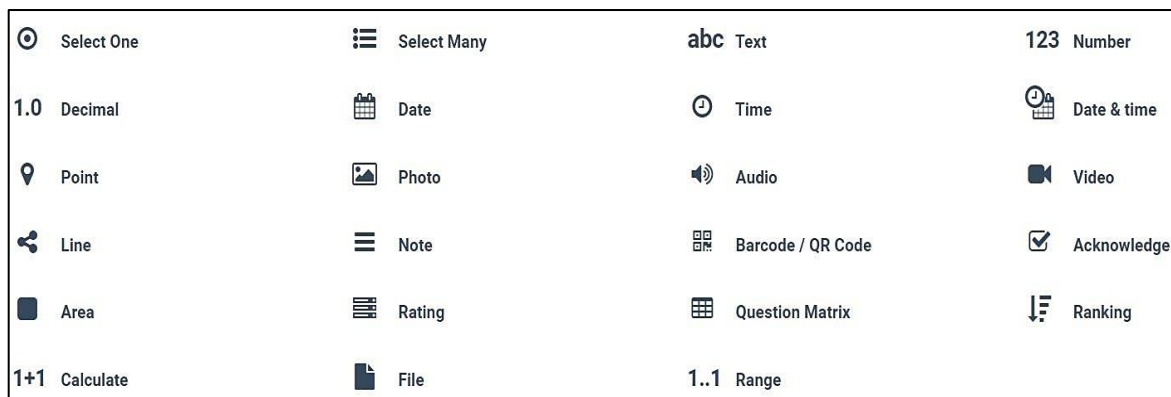 Select One Select Many abc Text 123 Number
1.0 Decimal Date Time Date & time
Point Photo Audio Video
Line Note Barcode / QR Code Acknowledge
Area Rating Question Matrix Ranking
1+1 Calculate File 1..1 Range